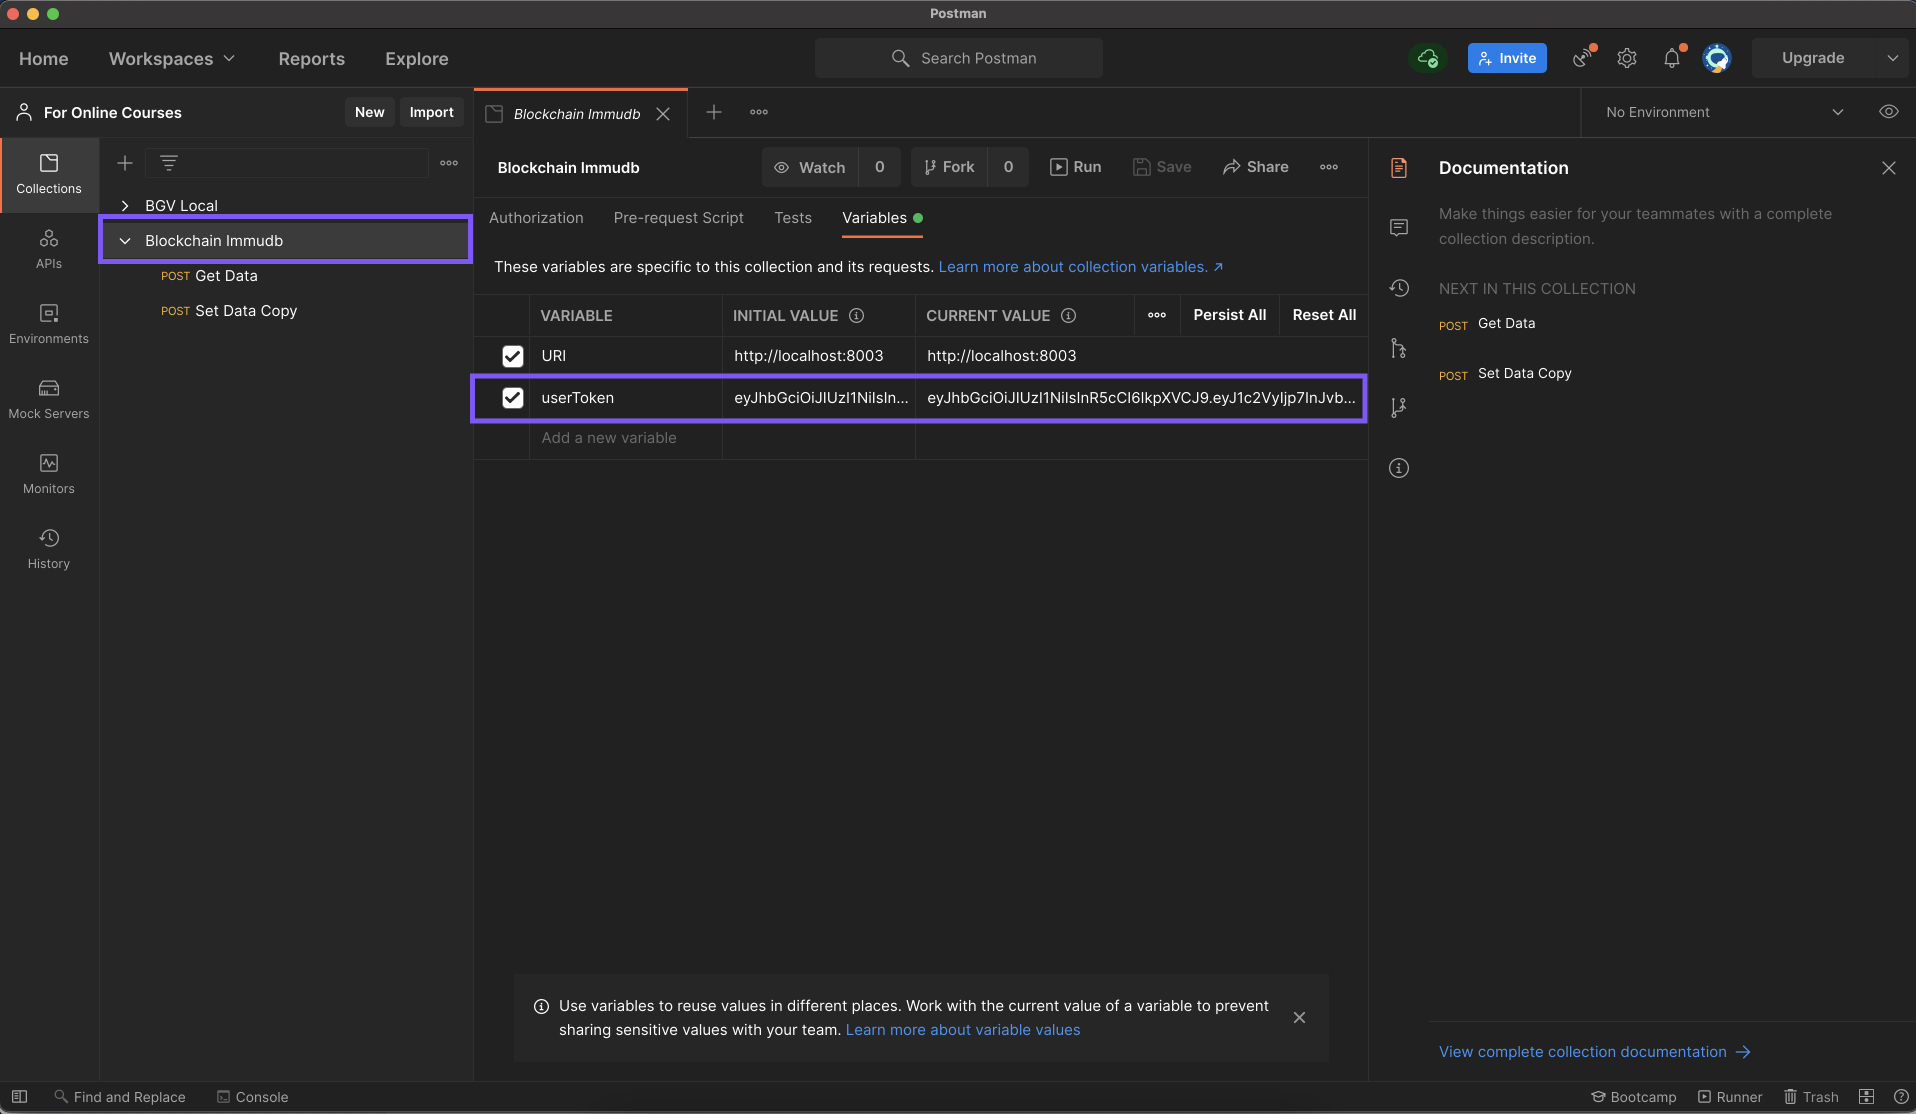 Postman
Home
Workspaces
Reports
Explore
Search Postman
Invite
Upgrade
For Online Courses
New
Import
Blockchain Immudb
No Environment
Collections
APIs
Environments
Mock Servers
Monitors
History
BGV Local
Blockchain Immudb
POST Get Data
POST Set Data Copy
Blockchain Immudb
Watch 0
Fork 0
Run
Save
Share
Authorization
Pre-request Script
Tests
Variables
These variables are specific to this collection and its requests. Learn more about collection variables. ↗
VARIABLE
INITIAL VALUE
CURRENT VALUE
Persist All
Reset All
URI
http://localhost:8003
http://localhost:8003
userToken
eyJhbGciOiJIUzI1NiIsIn...
eyJhbGciOiJIUzI1NiIsInR5cCI6IkpXVCJ9.eyJ1c2VyIjp7InJvb...
Add a new variable
Use variables to reuse values in different places. Work with the current value of a variable to prevent
sharing sensitive values with your team. Learn more about variable values
Documentation
Make things easier for your teammates with a complete
collection description.
NEXT IN THIS COLLECTION
POST Get Data
POST Set Data Copy
View complete collection documentation →
Find and Replace
Console
Bootcamp
Runner
Trash